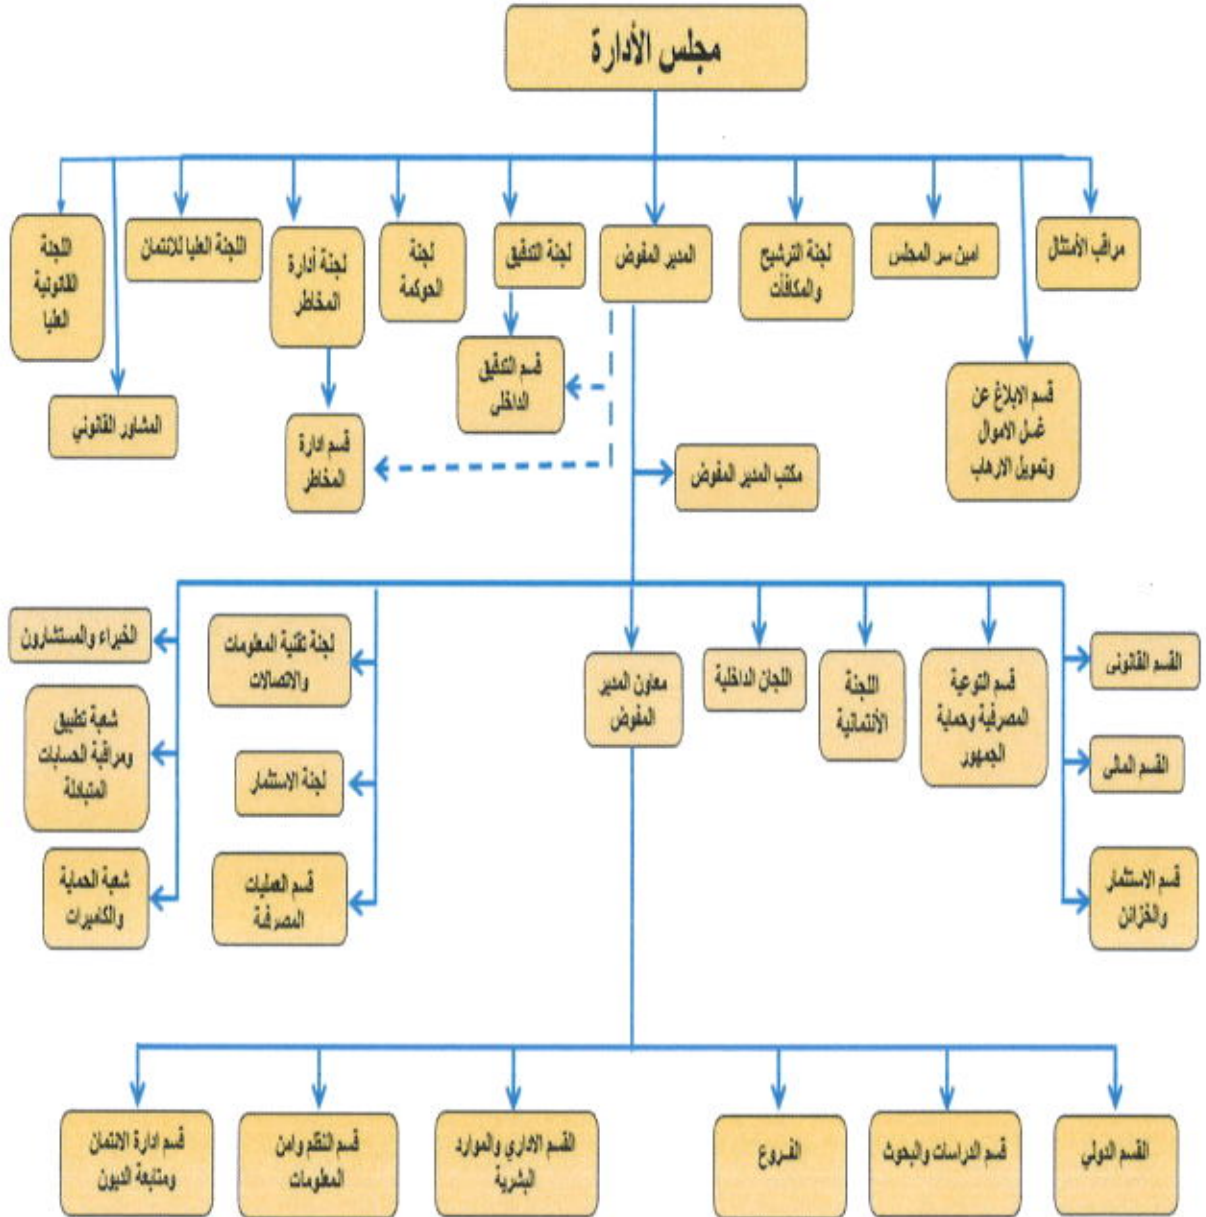 مجلس الأدارة
مراقب الأمتثال
امين سر المجلس
لجنة الترشيح
والمكافأت
المدير المفوض
لجنة التدقيق
لجنة
الحوكمة
لجنة أدارة
المخاطر
اللجنة العليا للائتمان
اللجنة
القانونية
العليا
قسم الابلاغ عن
غسل الاموال
وتمويل الارهاب
قسم التدقيق
الداخلي
المشاور القانوني
قسم ادارة
المخاطر
مكتب المدير المفوض
القسم القانوني
القسم المالي
قسم الاستثمار
والخزائن
قسم التوعية
المصرفية وحماية
الجمهور
اللجنة
الأئتمانية
اللجان الداخلية
معاون المدير
المفوض
لجنة تقنية المعلومات
والاتصالات
لجنة الاستثمار
قسم العمليات
المصرفية
الخبراء والمستشارون
شعبة تطبيق
ومراقبة الحسابات
المتبادلة
شعبة الحماية
والكاميرات
القسم الدولي
قسم الدراسات والبحوث
الفروع
القسم الاداري والموارد
البشرية
قسم النظم وامن
المعلومات
قسم ادارة الائتمان
ومتابعة الديون